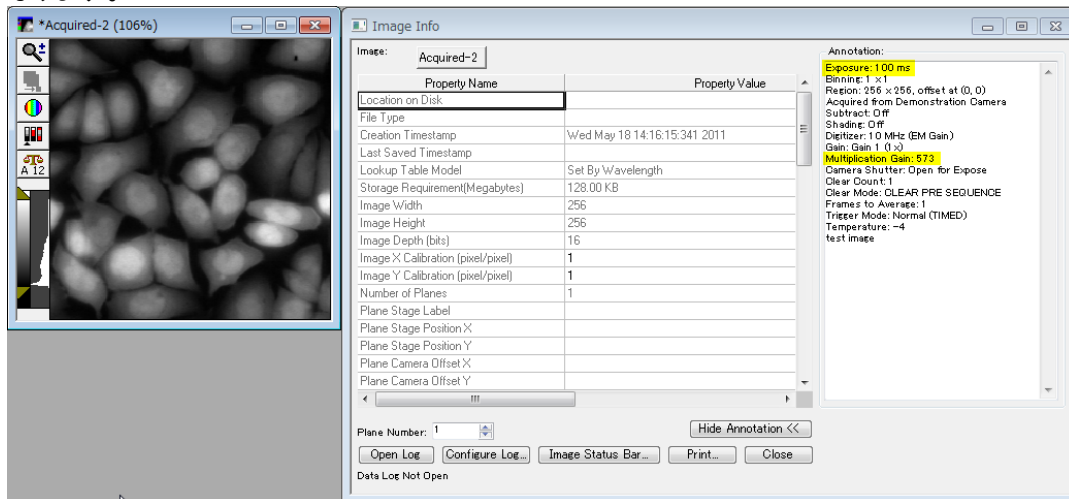 *Acquired-2 (106%)
A 12
Image Info
Image:
Acquired-2
Property Name Property Value
Location on Disk
File Type
Creation Timestamp Wed May 18 14:16:15:341 2011
Last Saved Timestamp
Lookup Table Model Set By Wavelength
Storage Requirement(Megabytes) 128.00 KB
Image Width 256
Image Height 256
Image Depth (bits) 16
Image X Calibration (pixel/pixel) 1
Image Y Calibration (pixel/pixel) 1
Number of Planes 1
Plane Stage Label
Plane Stage Position X
Plane Stage Position Y
Plane Camera Offset X
Plane Camera Offset Y
Plane Number: 1
Hide Annotation <<
Open Log Configure Log... Image Status Bar... Print... Close
Data Log Not Open
Annotation:
Exposure: 100 ms
Binning: 1 x 1
Region: 256 x 256, offset at (0, 0)
Acquired from Demonstration Camera
Subtract: Off
Shading: Off
Digitizer: 10 MHz (EM Gain)
Gain: Gain 1 (1x)
Multiplication Gain: 573
Camera Shutter: Open for Expose
Clear Count: 1
Clear Mode: CLEAR PRE SEQUENCE
Frames to Average: 1
Trigger Mode: Normal (TIMED)
Temperature: -4
test image